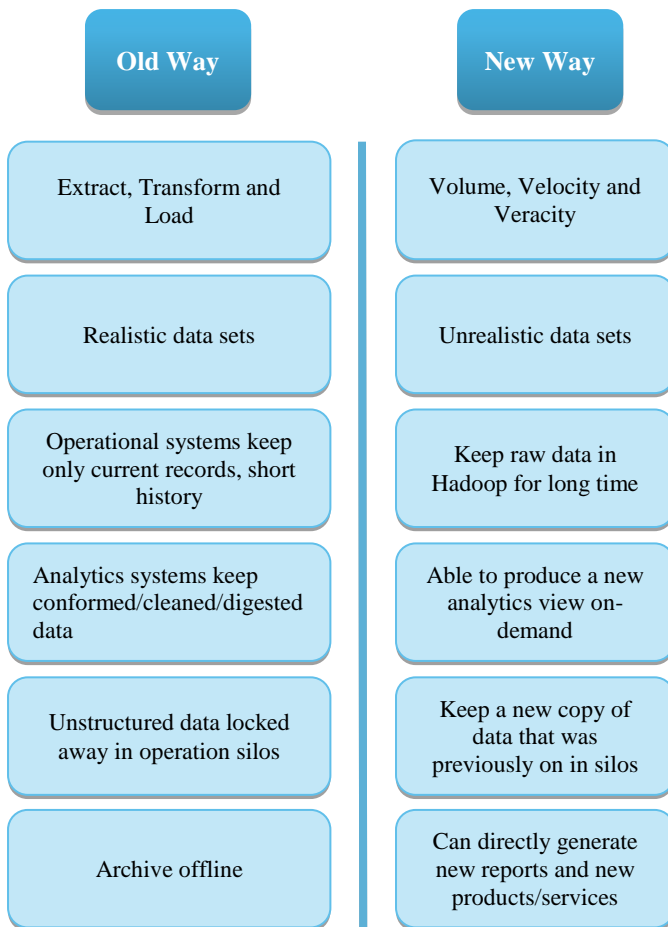 Old Way
New Way
Extract, Transform and
Load
Volume, Velocity and
Veracity
Realistic data sets
Unrealistic data sets
Operational systems keep
only current records, short
history
Keep raw data in
Hadoop for long time
Analytics systems keep
conformed/cleaned/digested
data
Able to produce a new
analytics view on-
demand
Unstructured data locked
away in operation silos
Keep a new copy of
data that was
previously on in silos
Archive offline
Can directly generate
new reports and new
products/services